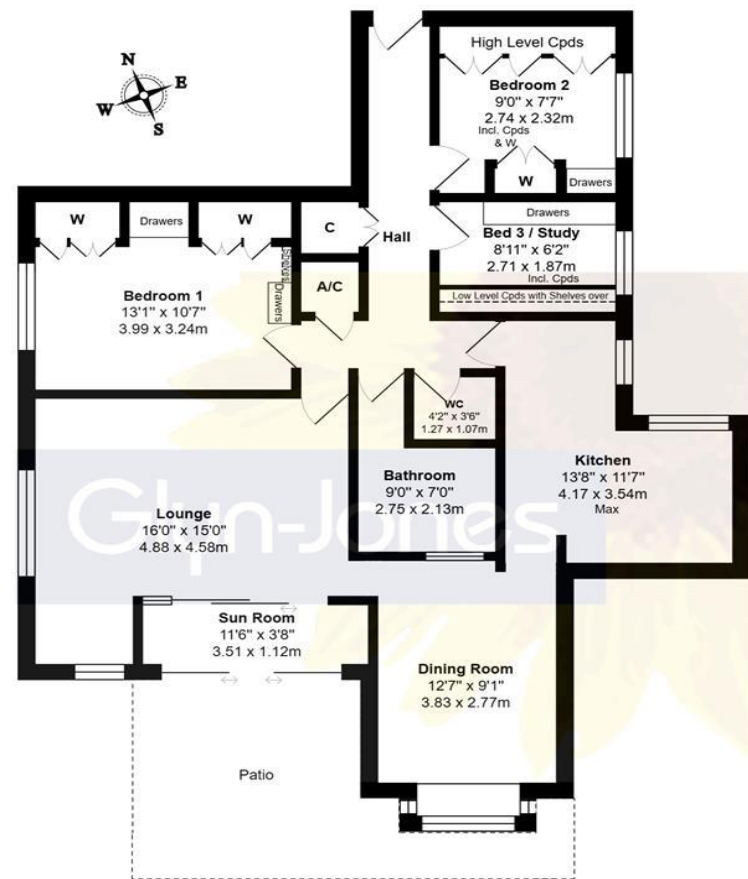 N
E
W
S
High Level Cpds
Bedroom 2
9'0" x 7'7"
2.74 x 2.32m
Incl. Cpds
& W
W
Drawers
W
Drawers
W
C
Hall
Drawers
Bed 3 / Study
8'11" x 6'2"
2.71 x 1.87m
Incl. Cpds
Low Level Cpds with Shelves over
Shelves
Drawers
A/C
Bedroom 1
13'1" x 10'7"
3.99 x 3.24m
WC
4'2" x 3'6"
1.27 x 1.07m
Kitchen
13'8" x 11'7"
4.17 x 3.54m
Max
Bathroom
9'0" x 7'0"
2.75 x 2.13m
Glyn-Jones
Lounge
16'0" x 15'0"
4.88 x 4.58m
Sun Room
11'6" x 3'8"
3.51 x 1.12m
Dining Room
12'7" x 9'1"
3.83 x 2.77m
Patio